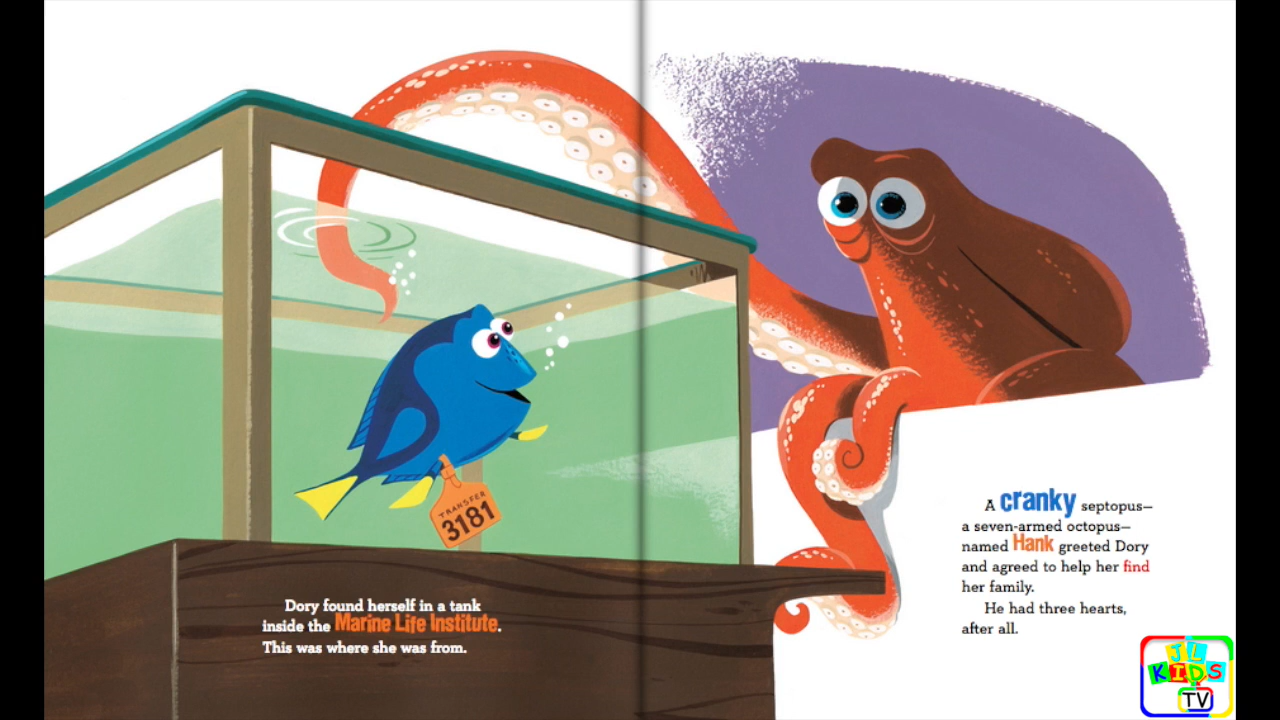 TRANSFER
3181
Dory found herself in a tank
inside the Marine Life Institute.
This was where she was from.
A cranky septopus—
a seven-armed octopus—
named Hank greeted Dory
and agreed to help her find
her family.
He had three hearts,
after all.
JL
KIDS
TV